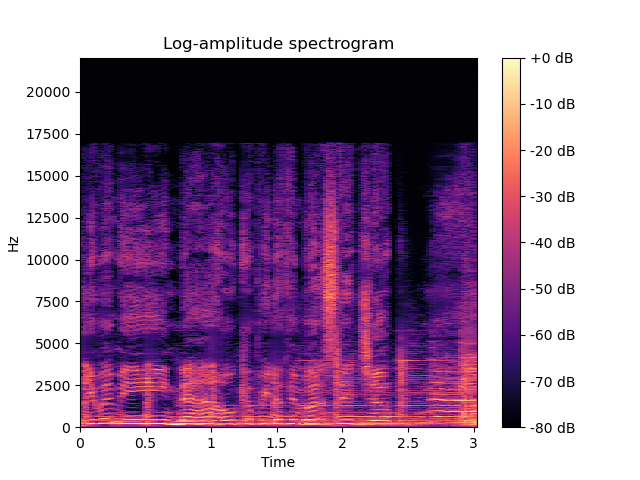 Log-amplitude spectrogram
Hz
20000
17500
15000
12500
10000
7500
5000
2500
0
0 0.5 1 1.5 2 2.5 3
Time
+0 dB
-10 dB
-20 dB
-30 dB
-40 dB
-50 dB
-60 dB
-70 dB
-80 dB